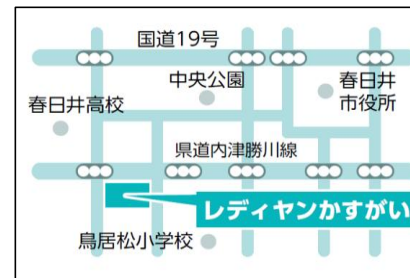 国道19号
中央公園
春日井
市役所
春日井高校
県道内津勝川線
レディヤンかすがい
鳥居松小学校